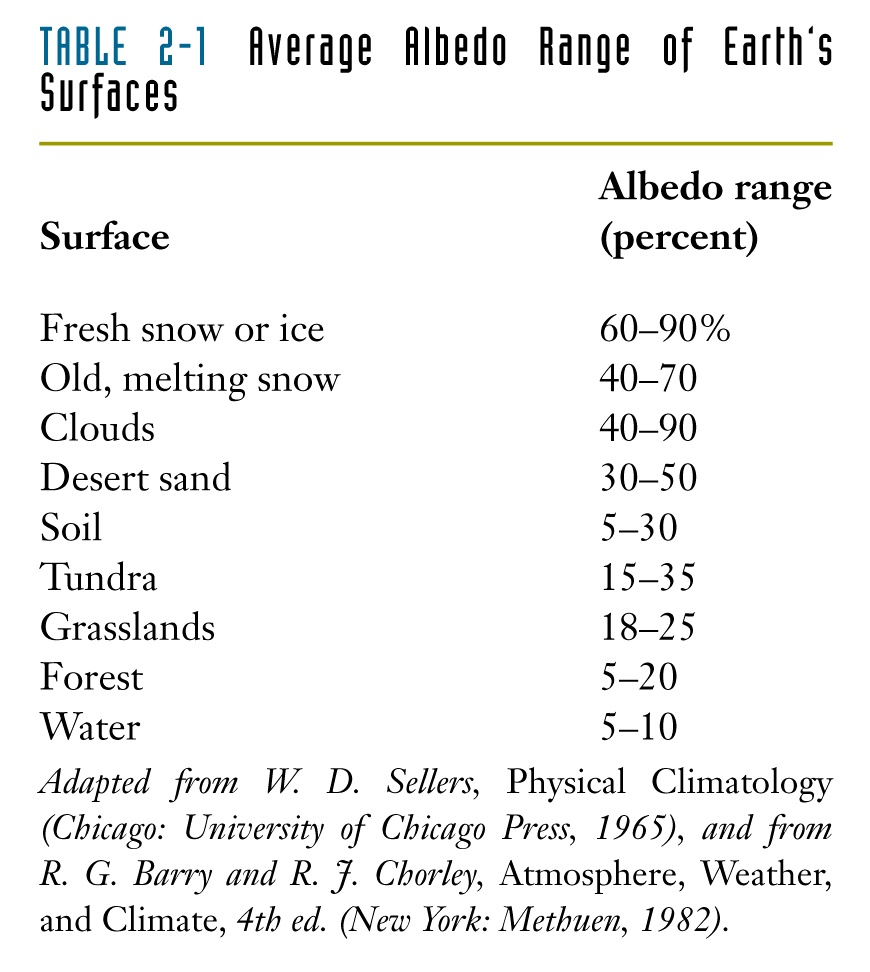 TABLE 2-1 Average Albedo Range of Earth's
Surfaces
Albedo range
Surface (percent)
Fresh snow or ice 60–90%
Old, melting snow 40–70
Clouds 40–90
Desert sand 30–50
Soil 5–30
Tundra 15–35
Grasslands 18–25
Forest 5–20
Water 5–10
Adapted from W. D. Sellers, Physical Climatology
(Chicago: University of Chicago Press, 1965), and from
R. G. Barry and R. J. Chorley, Atmosphere, Weather,
and Climate, 4th ed. (New York: Methuen, 1982).